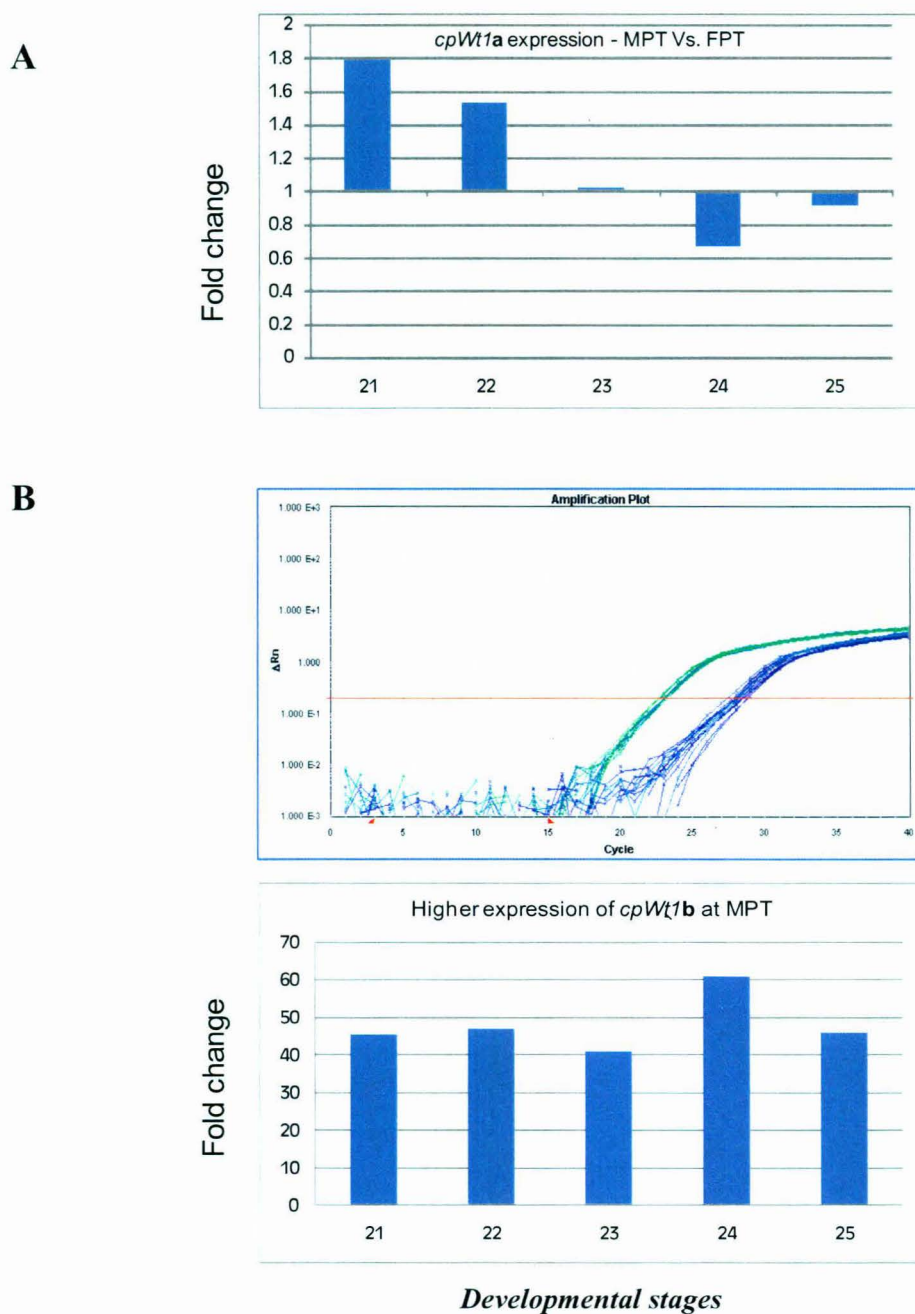 A
cpWt1a expression - MPT Vs. FPT
Fold change
2
1.8
1.6
1.4
1.2
1
0.8
0.6
0.4
0.2
0
21 22 23 24 25
B
Amplification Plot
ΔRn
1.000 E+3
1.000 E+2
1.000 E+1
1.000
1.000 E-1
1.000 E-2
1.000 E-3
0 5 10 15 20 25 30 35 40
Cycle
Higher expression of cpWt1b at MPT
Fold change
70
60
50
40
30
20
10
0
21 22 23 24 25
Developmental stages